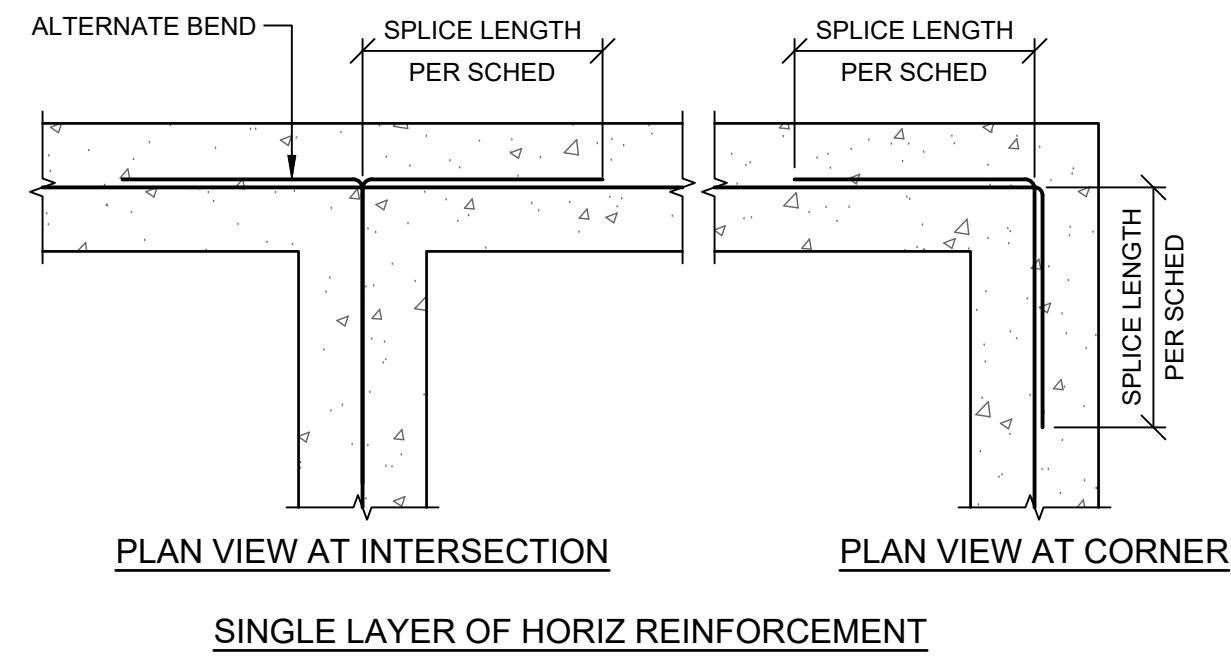 ALTERNATE BEND
SPLICE LENGTH
PER SCHED
SPLICE LENGTH
PER SCHED
SPLICE LENGTH
PER SCHED
PLAN VIEW AT INTERSECTION
PLAN VIEW AT CORNER
SINGLE LAYER OF HORIZ REINFORCEMENT